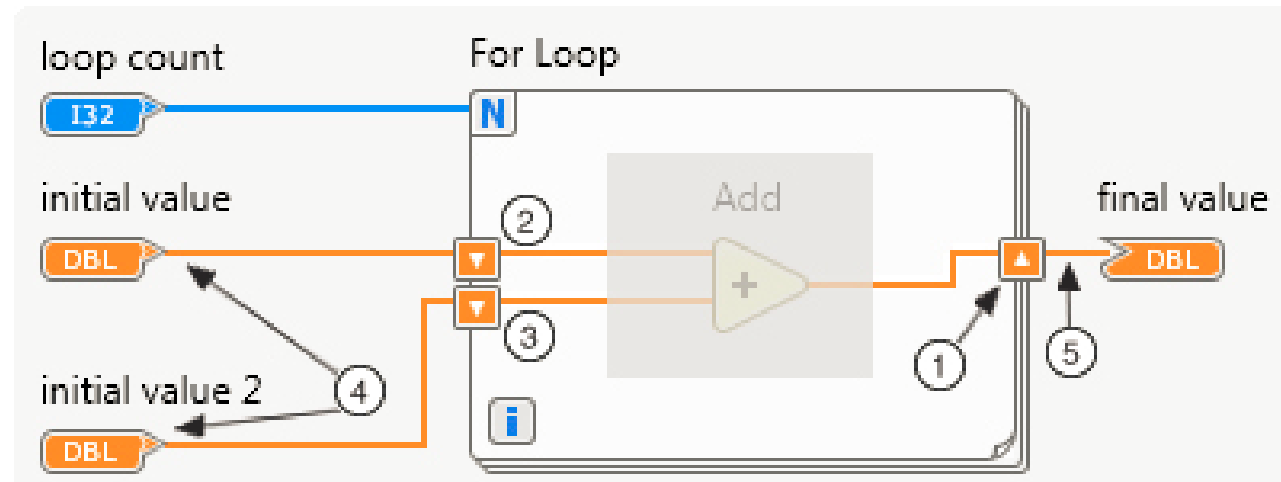 loop count
For Loop
I32
N
initial value
Add
final value
2
DBL
+
DBL
3
1
5
initial value 2
4
i
DBL